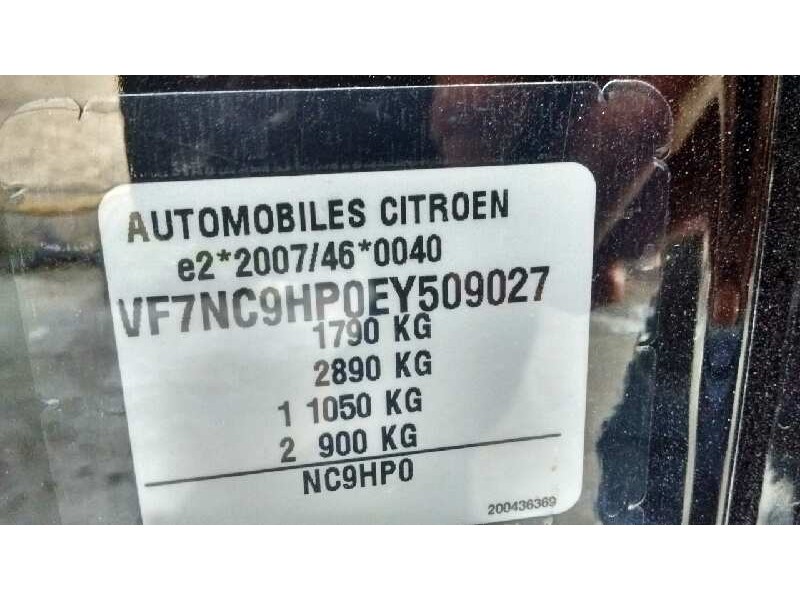 AUTOMOBILES CITROEN
e2*2007/46*0040
VF7NC9HP0EY509027
1790 KG
2890 KG
1 1050 KG
2 900 KG
NC9HP0
200436369